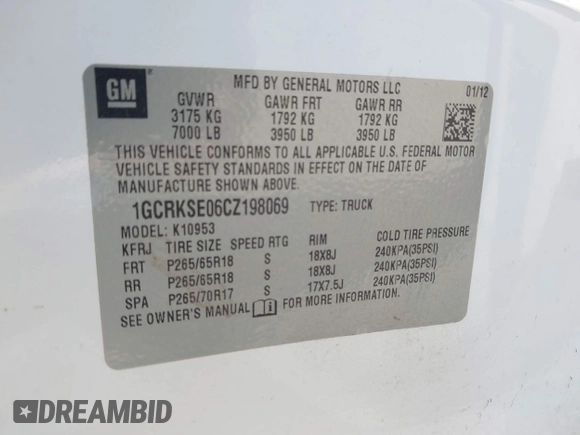 GM ®
MFD BY GENERAL MOTORS LLC 01/12
GVWR GAWR FRT GAWR RR
3175 KG 1792 KG 1792 KG
7000 LB 3950 LB 3950 LB
THIS VEHICLE CONFORMS TO ALL APPLICABLE U.S. FEDERAL MOTOR
VEHICLE SAFETY STANDARDS IN EFFECT ON THE DATE OF
MANUFACTURE SHOWN ABOVE.
1GCRKSE06CZ198069 TYPE: TRUCK
MODEL: K10953
KFRJ TIRE SIZE SPEED RTG RIM COLD TIRE PRESSURE
FRT P265/65R18 S 18X8J 240KPA(35PSI)
RR P265/65R18 S 18X8J 240KPA(35PSI)
SPA P265/70R17 S 17X7.5J 240KPA(35PSI)
SEE OWNER'S MANUAL i FOR MORE INFORMATION.
DREAMBID